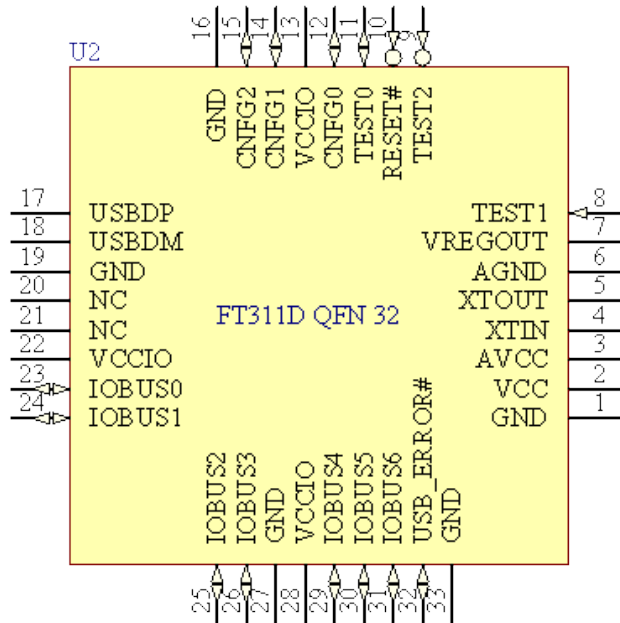 16 15 14 13 12 11 10 9
U2
GND CNFG2 CNFG1 VCCIO CNFG0 TEST0 RESET# TEST2
17 USBDP TEST1 8
18 USBDM VREGOUT 7
19 GND AGND 6
20 NC XTOUT 5
FT311D QFN 32
21 NC XTIN 4
22 VCCIO AVCC 3
23 IOBUS0 VCC 2
24 IOBUS1 GND 1
IOBUS2 IOBUS3 GND VCCIO IOBUS4 IOBUS5 IOBUS6 USB_ERROR# GND
25 26 27 28 29 30 31 32 33